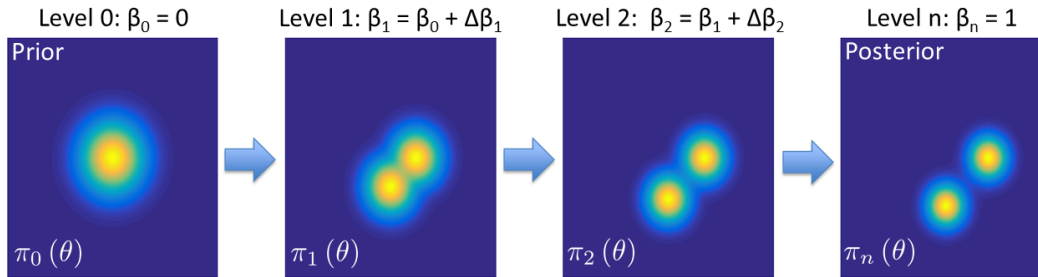 Level 0: β₀ = 0
Level 1: β₁ = β₀ + Δβ₁
Level 2: β₂ = β₁ + Δβ₂
Level n: βₙ = 1
Prior
Posterior
π₀ (θ)
π₁ (θ)
π₂ (θ)
πₙ (θ)